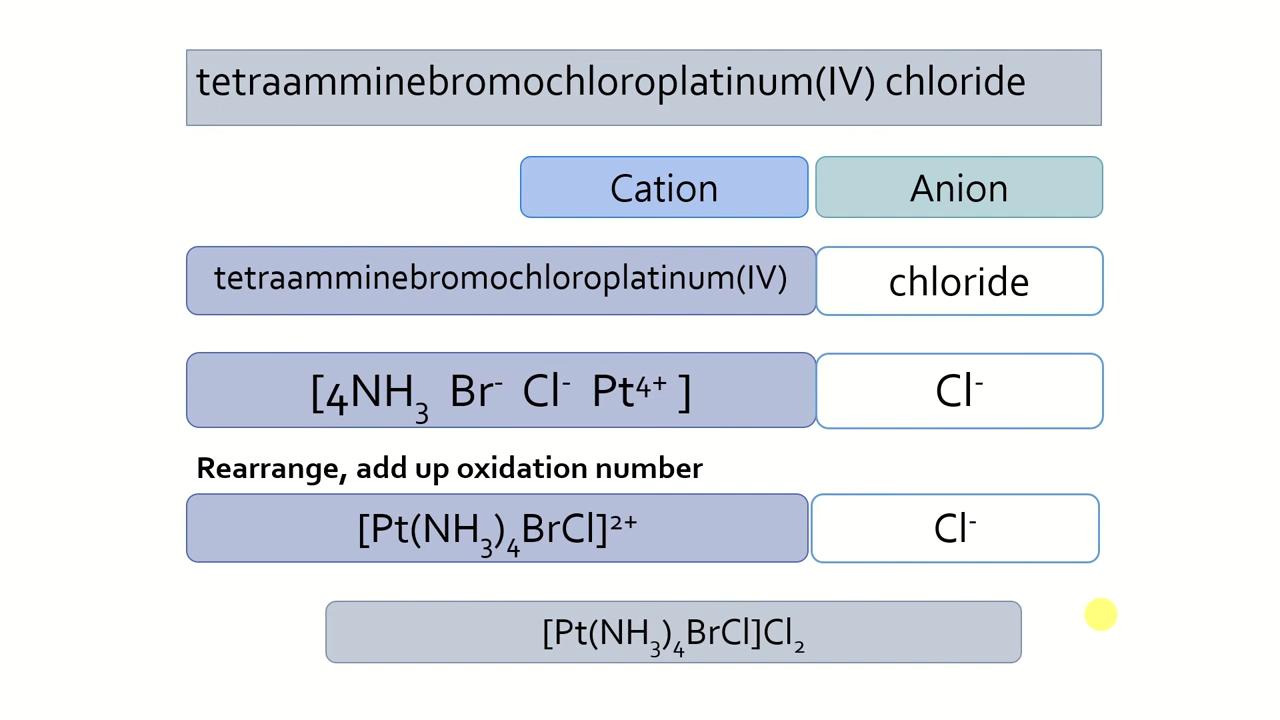 tetraamminebromochloroplatinum(IV) chloride
Cation Anion
tetraamminebromochloroplatinum(IV) chloride
[4NH₃ Br⁻ Cl⁻ Pt⁴⁺ ] Cl⁻
Rearrange, add up oxidation number
[Pt(NH₃)₄BrCl]²⁺ Cl⁻
[Pt(NH₃)₄BrCl]Cl₂